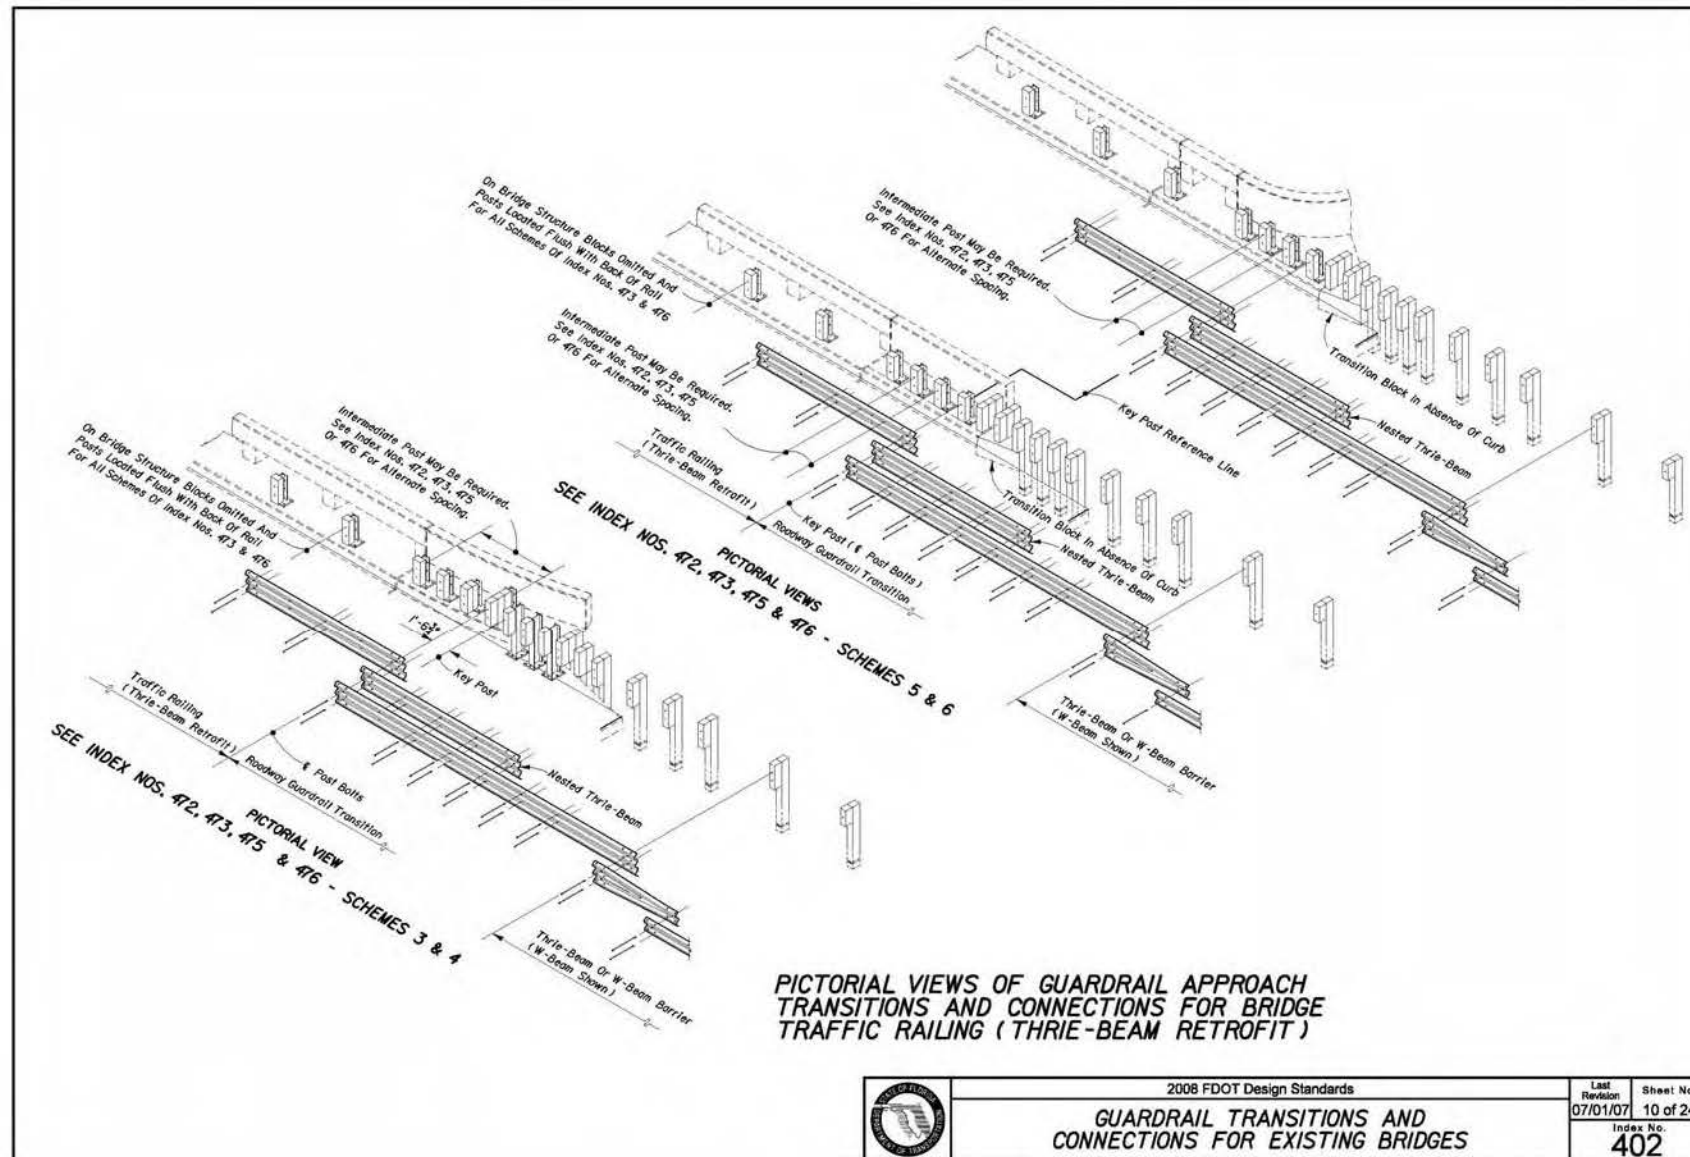 On Bridge Structure Blocks Omitted And
Posts Located Flush With Back Of Rail
For All Schemes Of Index Nos. 473 & 476
Intermediate Post May Be Required.
See Index Nos. 472, 473, 475
Or 476 For Alternate Spacing.
1'-6¾"
Key Post
Traffic Railing
(Thrie-Beam Retrofit)
℄ Post Bolts
Roadway Guardrail Transition
Nested Thrie-Beam
PICTORIAL VIEW
SEE INDEX NOS. 472, 473, 475 & 476 - SCHEMES 3 & 4
Thrie-Beam Or W-Beam Barrier
(W-Beam Shown)
On Bridge Structure Blocks Omitted And
Posts Located Flush With Back Of Rail
For All Schemes Of Index Nos. 473 & 476
Intermediate Post May Be Required.
See Index Nos. 472, 473, 475
Or 476 For Alternate Spacing.
Traffic Railing
(Thrie-Beam Retrofit)
Key Post (℄ Post Bolts)
Roadway Guardrail Transition
Transition Block In Absence Of Curb
Nested Thrie-Beam
PICTORIAL VIEWS
SEE INDEX NOS. 472, 473, 475 & 476 - SCHEMES 5 & 6
Thrie-Beam Or W-Beam Barrier
(W-Beam Shown)
Intermediate Post May Be Required.
See Index Nos. 472, 473, 475
Or 476 For Alternate Spacing.
Transition Block In Absence Of Curb
Nested Thrie-Beam
Key Post Reference Line
PICTORIAL VIEWS OF GUARDRAIL APPROACH
TRANSITIONS AND CONNECTIONS FOR BRIDGE
TRAFFIC RAILING (THRIE-BEAM RETROFIT)
STATE OF FLORIDA
DEPARTMENT OF TRANSPORTATION
2008 FDOT Design Standards
GUARDRAIL TRANSITIONS AND
CONNECTIONS FOR EXISTING BRIDGES
Last
Revision
07/01/07
Sheet No
10 of 24
Index No.
402